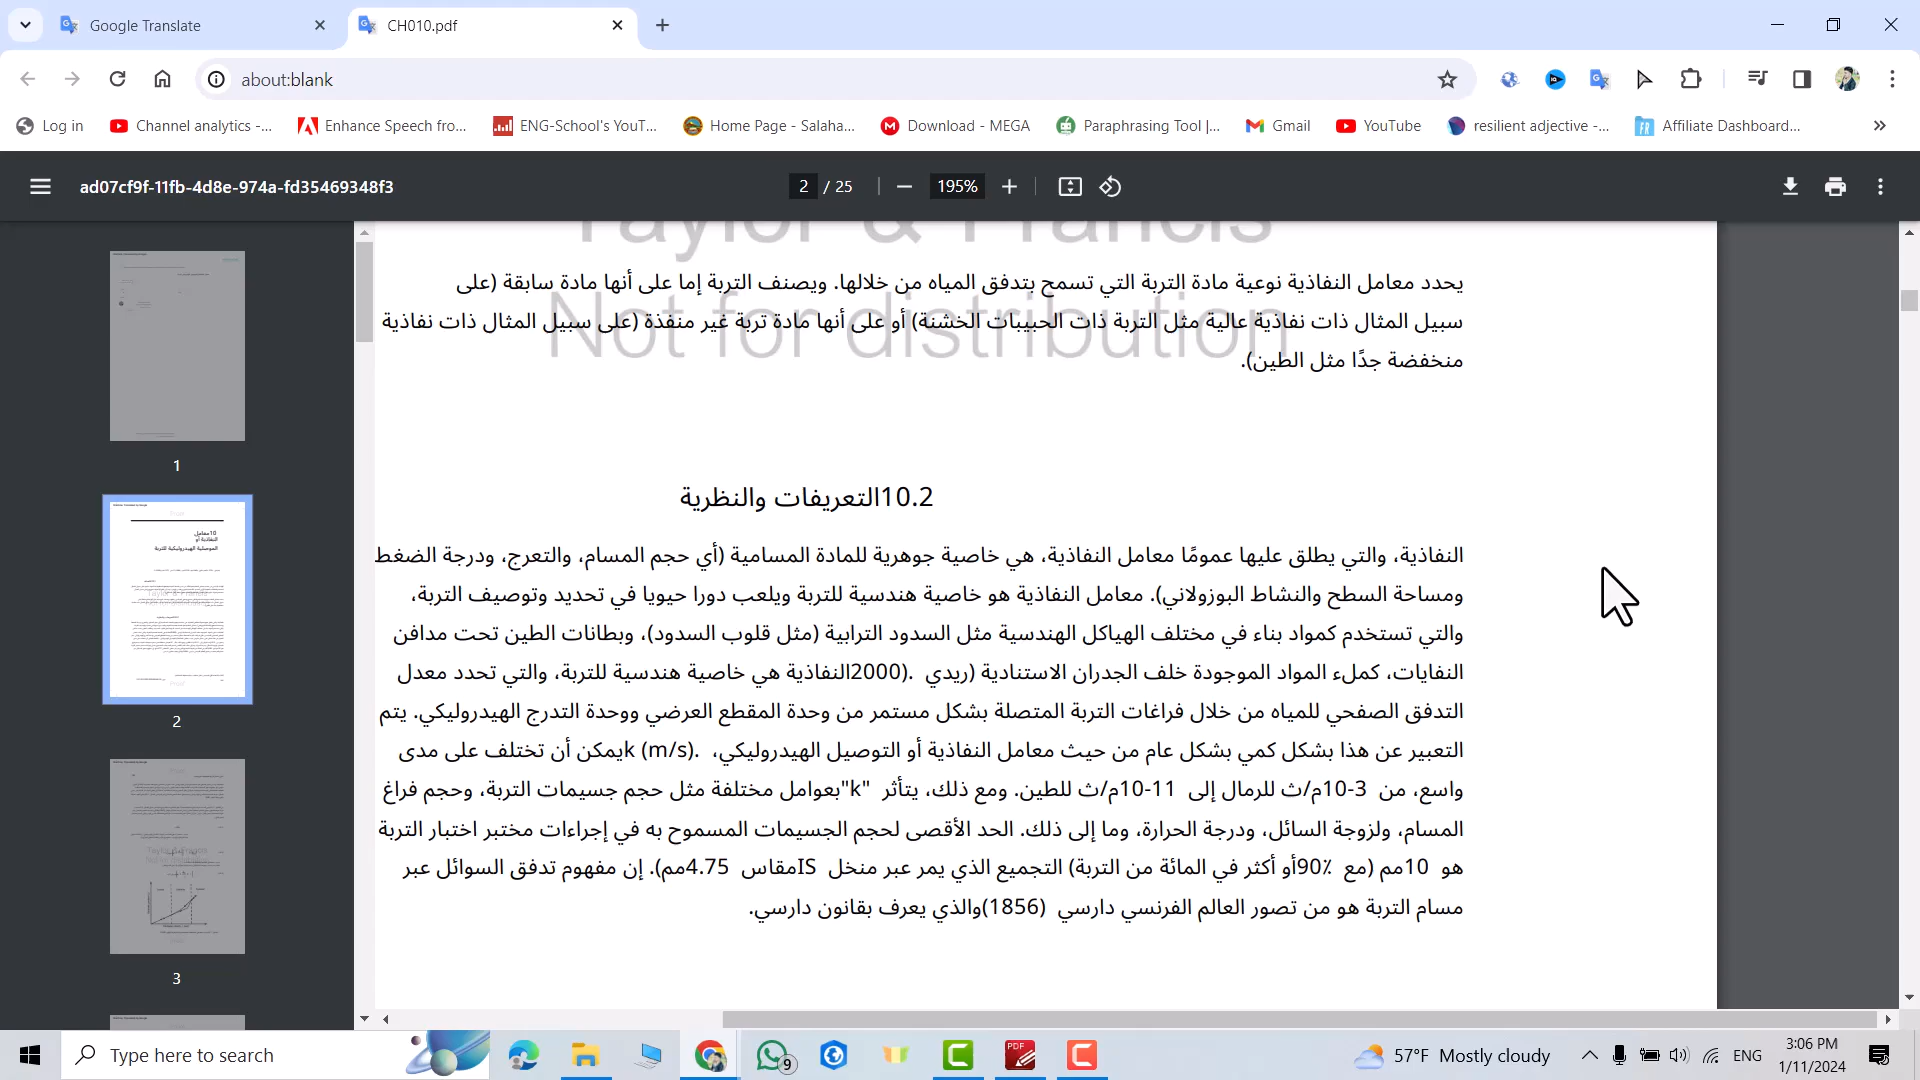 Google Translate
CH010.pdf
about:blank
Log in
Channel analytics -...
Enhance Speech fro...
ENG-School's YouT...
Home Page - Salaha...
Download - MEGA
Paraphrasing Tool |...
Gmail
YouTube
resilient adjective -...
Affiliate Dashboard...
»
ad07cf9f-11fb-4d8e-974a-fd35469348f3
2 / 25
195%
1
2
3
Taylor & Francis
Not for distribution
يحدد معامل النفاذية نوعية مادة التربة التي تسمح بتدفق المياه من خلالها. ويصنف التربة إما على أنها مادة سابقة (على
سبيل المثال ذات نفاذية عالية مثل التربة ذات الحبيبات الخشنة) أو على أنها مادة تربة غير منفذة (على سبيل المثال ذات نفاذية
منخفضة جدًا مثل الطين).
10.2التعريفات والنظرية
النفاذية، والتي يطلق عليها عمومًا معامل النفاذية، هي خاصية جوهرية للمادة المسامية (أي حجم المسام، والتعرج، ودرجة الضغط
ومساحة السطح والنشاط البوزولاني). معامل النفاذية هو خاصية هندسية للتربة ويلعب دورا حيويا في تحديد وتوصيف التربة،
والتي تستخدم كمواد بناء في مختلف الهياكل الهندسية مثل السدود الترابية (مثل قلوب السدود)، وبطانات الطين تحت مدافن
النفايات، كملء المواد الموجودة خلف الجدران الاستنادية (ريدي .(2000النفاذية هي خاصية هندسية للتربة، والتي تحدد معدل
التدفق الصفحي للمياه من خلال فراغات التربة المتصلة بشكل مستمر من وحدة المقطع العرضي ووحدة التدرج الهيدروليكي. يتم
التعبير عن هذا بشكل كمي بشكل عام من حيث معامل النفاذية أو التوصيل الهيدروليكي، .k (m/s)يمكن أن تختلف على مدى
واسع، من 10-3م/ث للرمال إلى 10-11م/ث للطين. ومع ذلك، يتأثر "k"بعوامل مختلفة مثل حجم جسيمات التربة، وحجم فراغ
المسام، ولزوجة السائل، ودرجة الحرارة، وما إلى ذلك. الحد الأقصى لحجم الجسيمات المسموح به في إجراءات مختبر اختبار التربة
هو 10مم (مع 90٪أو أكثر في المائة من التربة) التجميع الذي يمر عبر منخل ISمقاس 4.75مم). إن مفهوم تدفق السوائل عبر
مسام التربة هو من تصور العالم الفرنسي دارسي (1856)والذي يعرف بقانون دارسي.
Type here to search
9
57°F Mostly cloudy
ENG
3:06 PM
1/11/2024